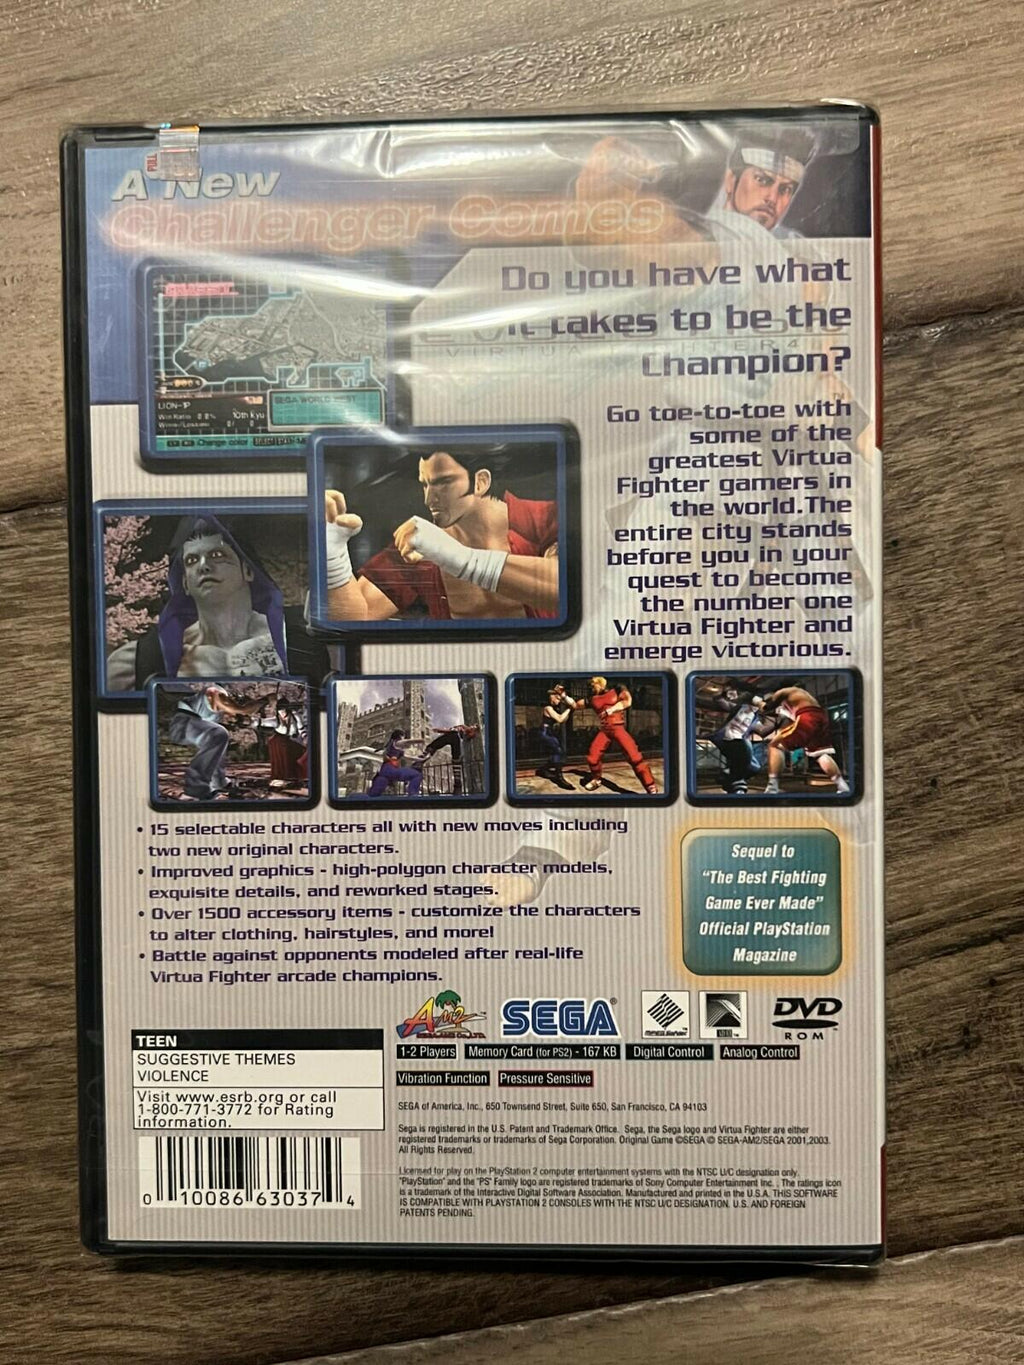 A New
Challenger Comes
Do you have what
it takes to be the
Champion?
VIRTUA FIGHTER 4
Go toe-to-toe with
some of the
greatest Virtua
Fighter gamers in
the world.The
entire city stands
before you in your
quest to become
the number one
Virtua Fighter and
emerge victorious.
LION-1P
Win Ratio 0.0%
10th Kyu
SEGA WORLD WEST
Change color
• 15 selectable characters all with new moves including
two new original characters.
• Improved graphics - high-polygon character models,
exquisite details, and reworked stages.
• Over 1500 accessory items - customize the characters
to alter clothing, hairstyles, and more!
• Battle against opponents modeled after real-life
Virtua Fighter arcade champions.
Sequel to
"The Best Fighting
Game Ever Made"
Official PlayStation
Magazine
AM2
SEGA®
DVD
ROM
TEEN
SUGGESTIVE THEMES
VIOLENCE
Visit www.esrb.org or call
1-800-771-3772 for Rating
information.
1-2 Players
Memory Card (for PS2) - 167 KB
Digital Control
Analog Control
Vibration Function
Pressure Sensitive
SEGA of America, Inc., 650 Townsend Street, Suite 650, San Francisco, CA 94103
Sega is registered in the U.S. Patent and Trademark Office. Sega, the Sega logo and Virtua Fighter are either
registered trademarks or trademarks of Sega Corporation. Original Game ©SEGA © SEGA-AM2/SEGA 2001,2003.
All Rights Reserved.
Licensed for play on the PlayStation 2 computer entertainment systems with the NTSC U/C designation only.
"PlayStation" and the "PS" Family logo are registered trademarks of Sony Computer Entertainment Inc. . The ratings icon
is a trademark of the Interactive Digital Software Association. Manufactured and printed in the U.S.A. THIS SOFTWARE
IS COMPATIBLE WITH PLAYSTATION 2 CONSOLES WITH THE NTSC U/C DESIGNATION. U.S. AND FOREIGN
PATENTS PENDING.
0 10086 63037 4